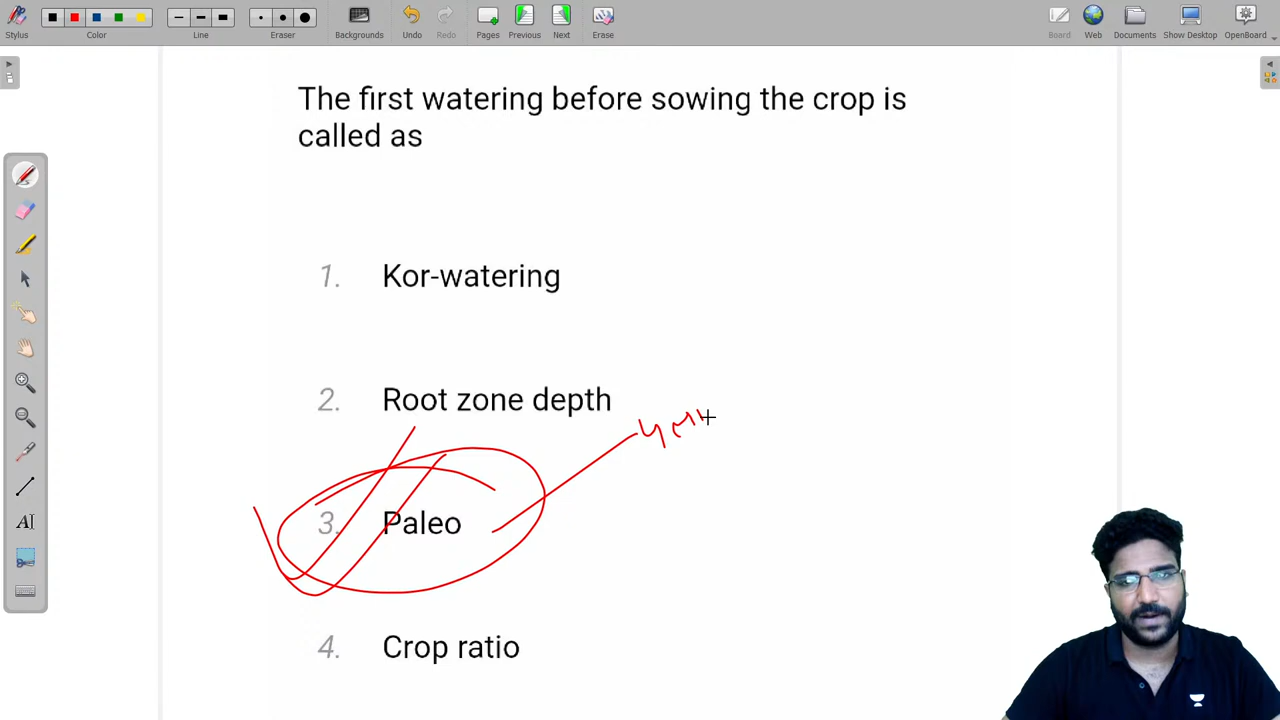 Stylus
Color
Line
Eraser
Backgrounds
Undo
Redo
Pages
Previous
Next
Erase
Board
Web
Documents
Show Desktop
OpenBoard
The first watering before sowing the crop is
called as
1. Kor-watering
2. Root zone depth
3. Paleo
4. Crop ratio